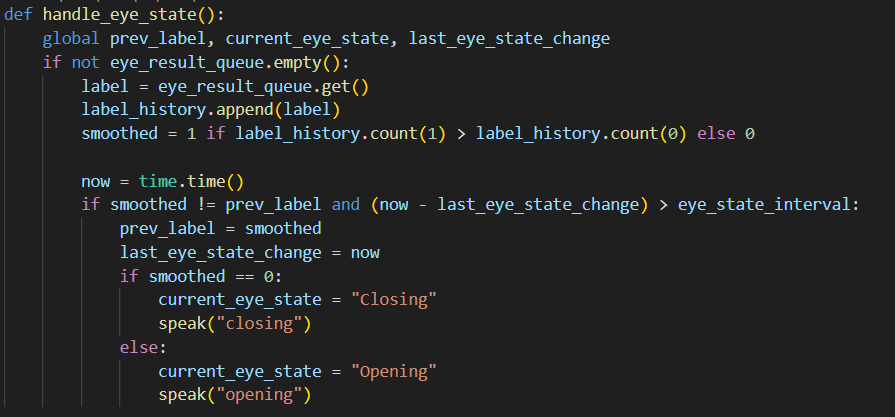 def handle_eye_state():
    global prev_label, current_eye_state, last_eye_state_change
    if not eye_result_queue.empty():
        label = eye_result_queue.get()
        label_history.append(label)
        smoothed = 1 if label_history.count(1) > label_history.count(0) else 0

        now = time.time()
        if smoothed != prev_label and (now - last_eye_state_change) > eye_state_interval:
            prev_label = smoothed
            last_eye_state_change = now
            if smoothed == 0:
                current_eye_state = "Closing"
                speak("closing")
            else:
                current_eye_state = "Opening"
                speak("opening")